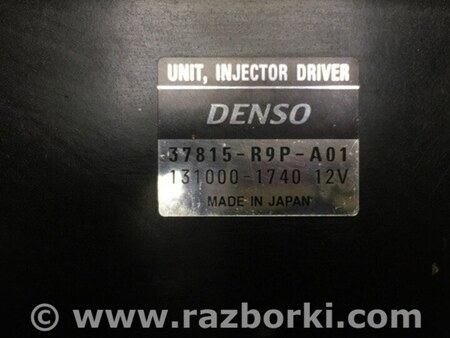 UNIT, INJECTOR DRIVER
DENSO
37815-R9P-A01
131000-1740 12V
MADE IN JAPAN
© www.razborki.com